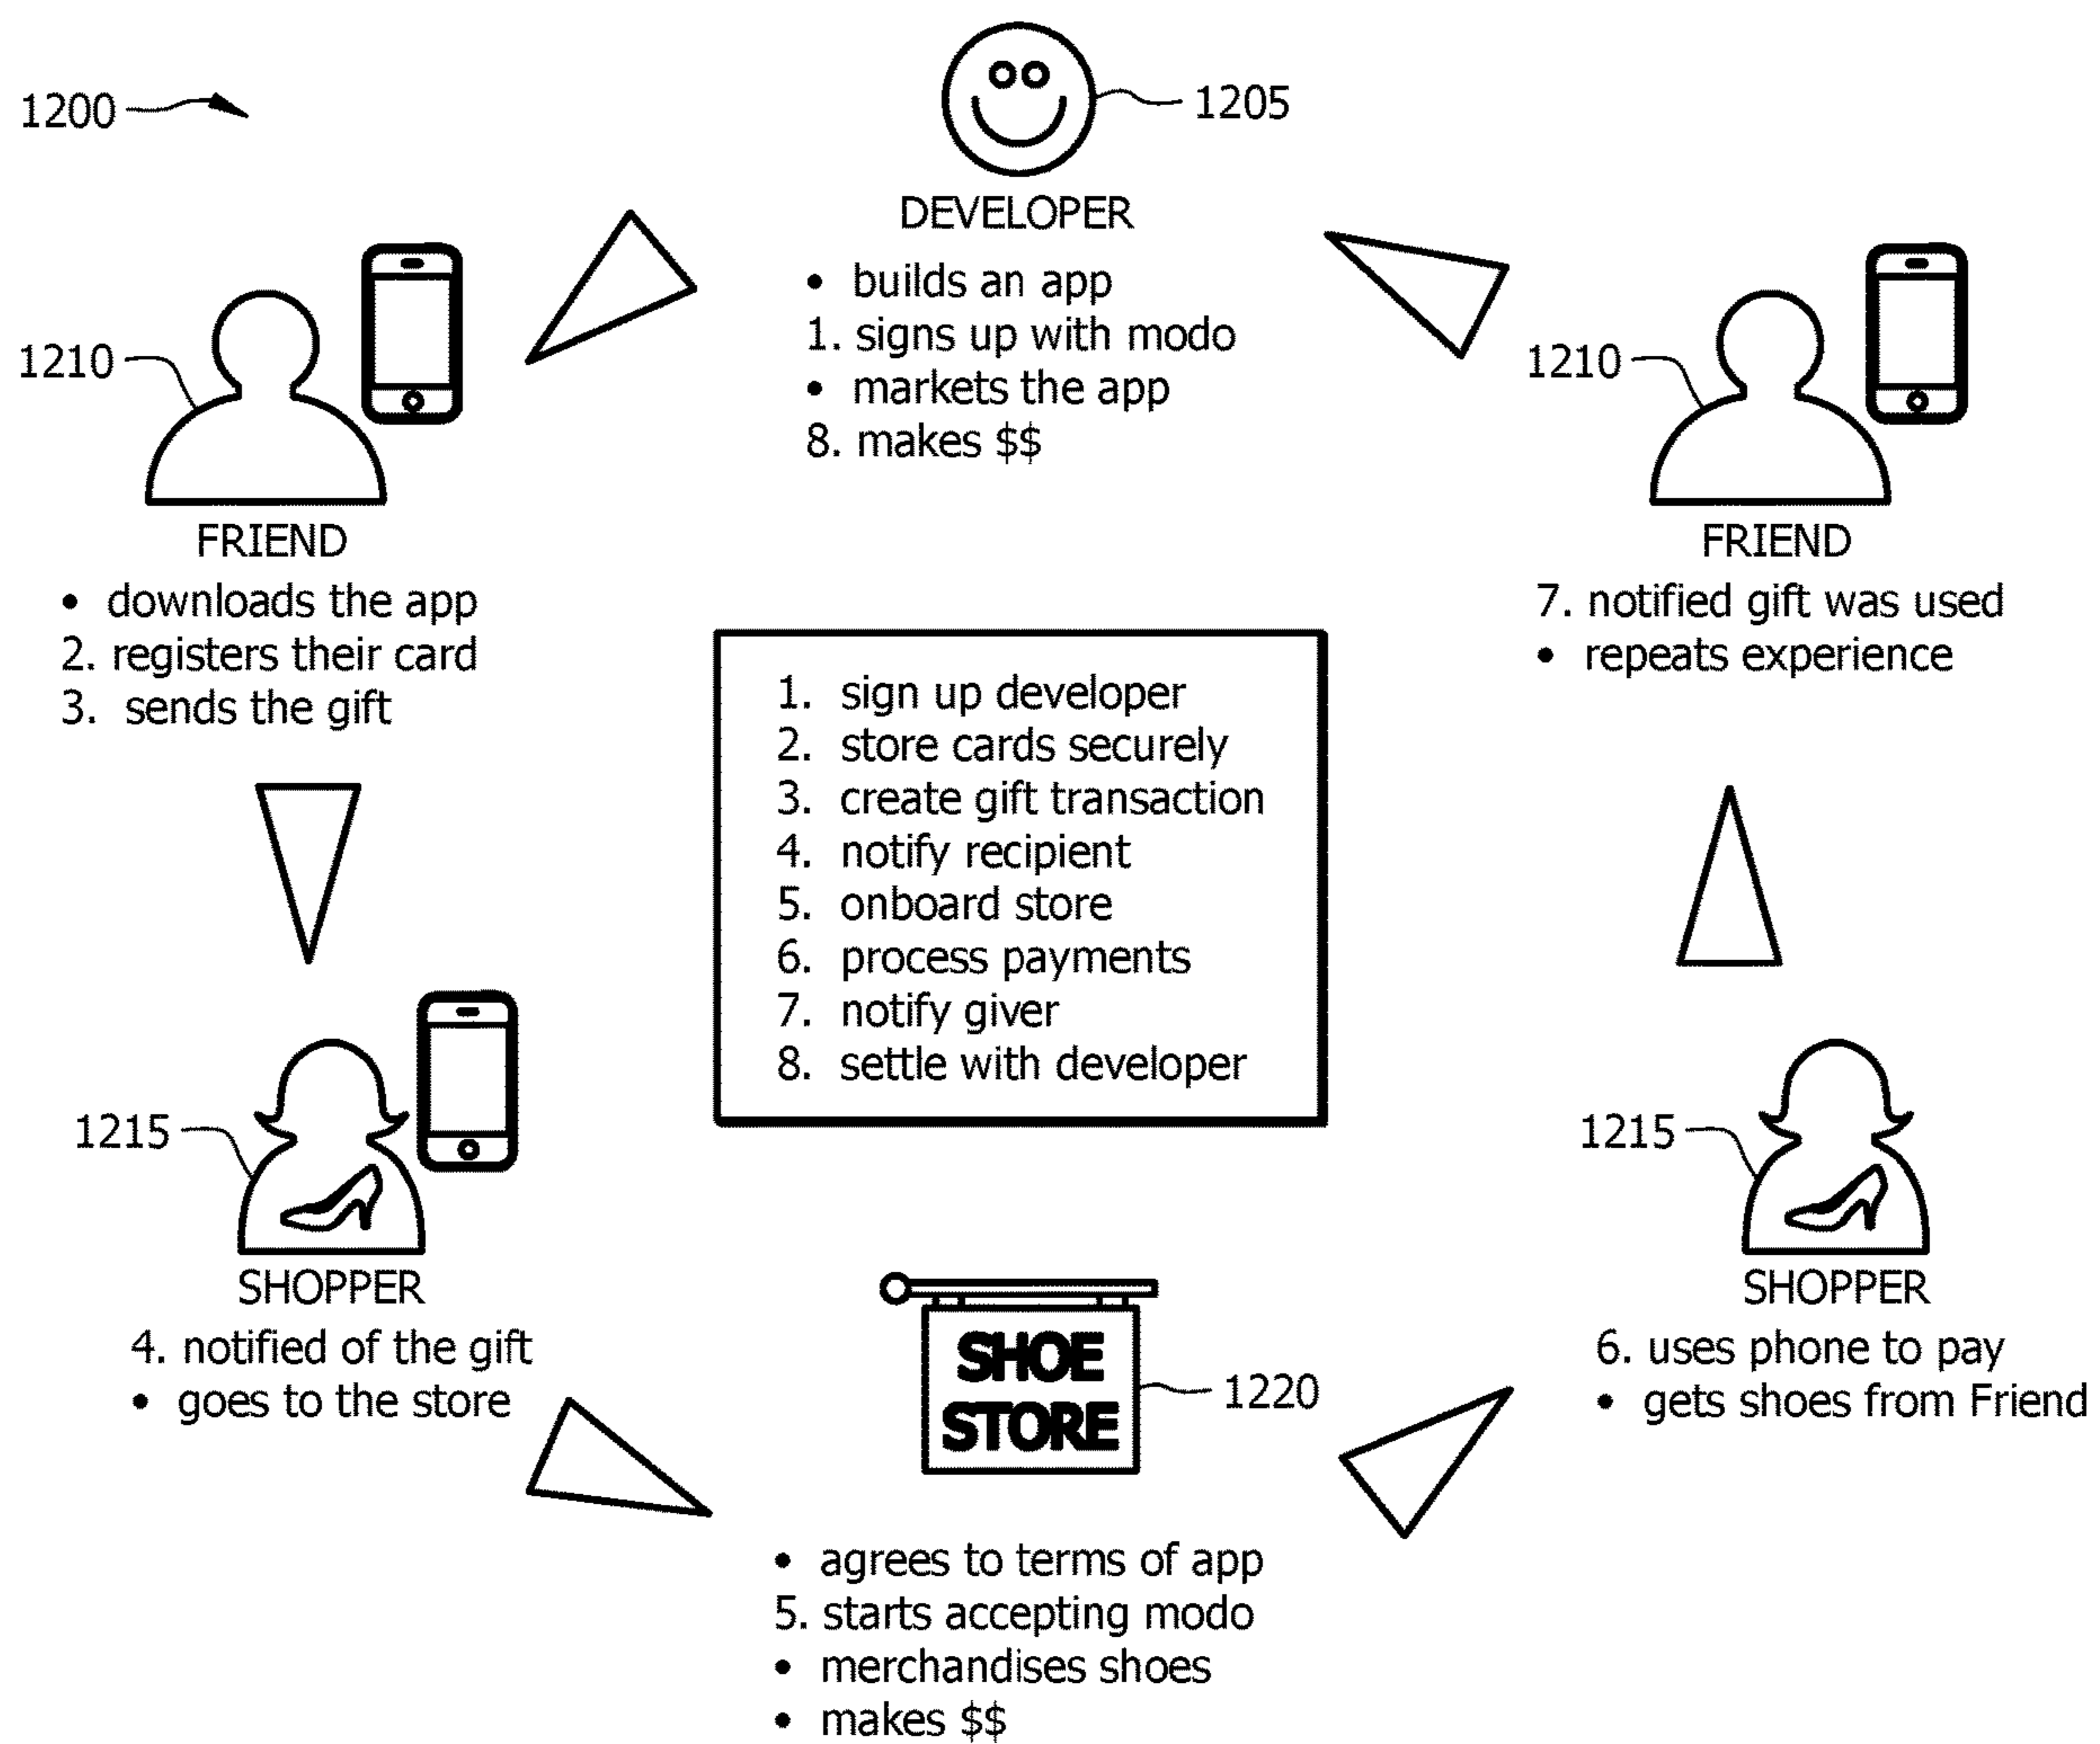 1200
1205
DEVELOPER
• builds an app
1. signs up with modo
• markets the app
8. makes $$
1210
FRIEND
• downloads the app
2. registers their card
3. sends the gift
1210
FRIEND
7. notified gift was used
• repeats experience
1. sign up developer
2. store cards securely
3. create gift transaction
4. notify recipient
5. onboard store
6. process payments
7. notify giver
8. settle with developer
1215
SHOPPER
4. notified of the gift
• goes to the store
SHOE
STORE
1220
• agrees to terms of app
5. starts accepting modo
• merchandises shoes
• makes $$
1215
SHOPPER
6. uses phone to pay
• gets shoes from Friend